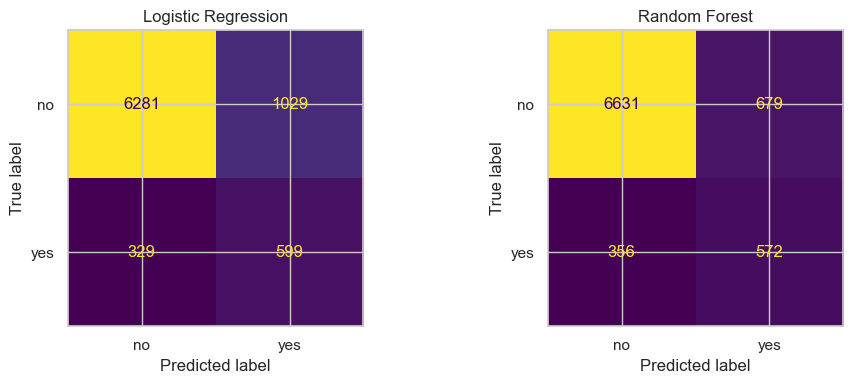 Logistic Regression
True label
no
6281
1029
yes
329
599
no
yes
Predicted label
Random Forest
True label
no
6631
679
yes
356
572
no
yes
Predicted label